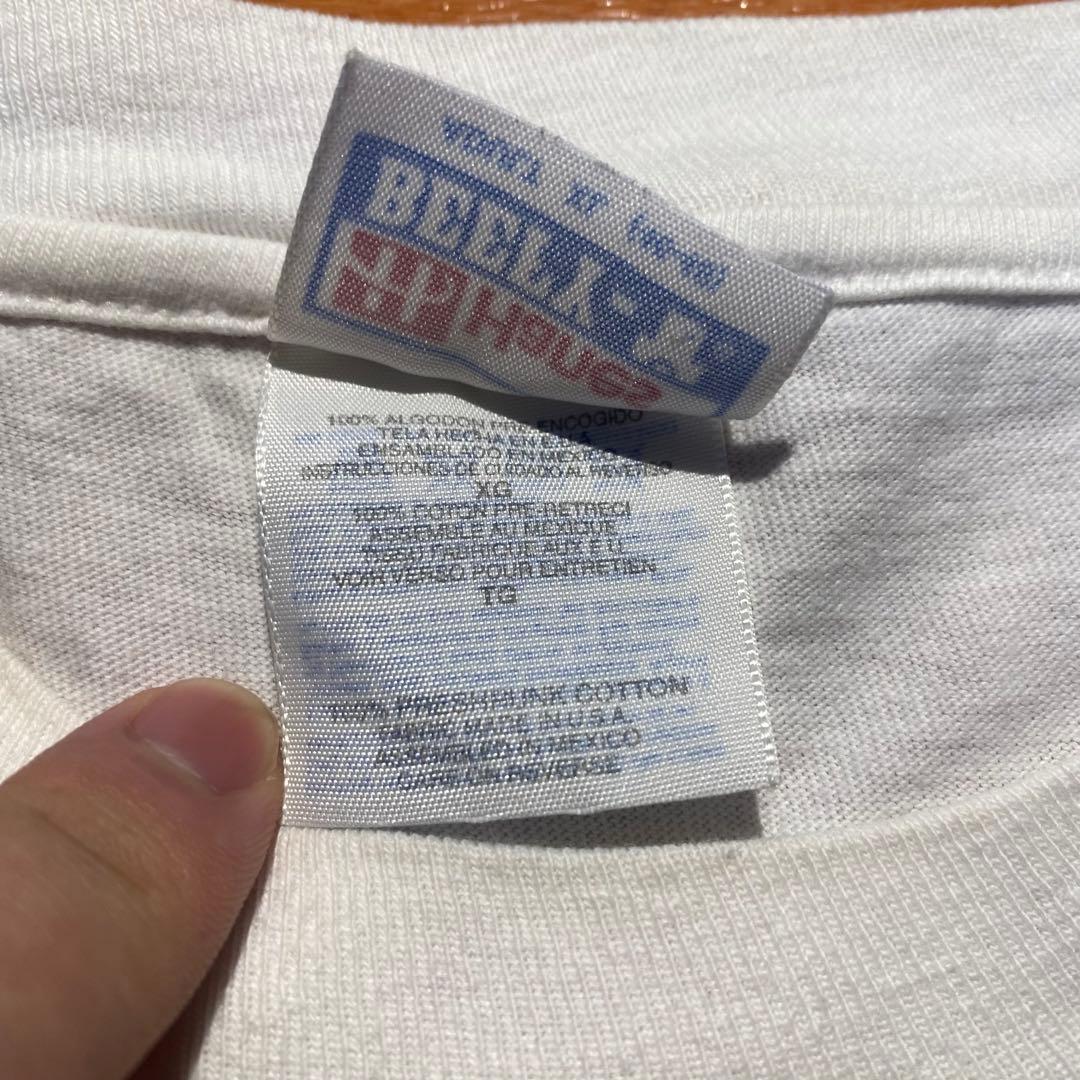 BEEFY-T
Hanes
100% ALGODON PRE-ENCOGIDO
TELA HECHA EN
ENSAMBLADO EN MEXICO
INSTRUCCIONES DE CUIDADO AL REVERSO
XG
100% COTON PRE-RETRECI
ASSEMBLE AU MEXIQUE
TISSU FABRIQUE AUX E.U.
VOIR VERSO POUR ENTRETIEN
TG
100% PRESHRUNK COTTON
FABRIC MADE IN U.S.A.
ASSEMBLED IN MEXICO
CARE ON REVERSE